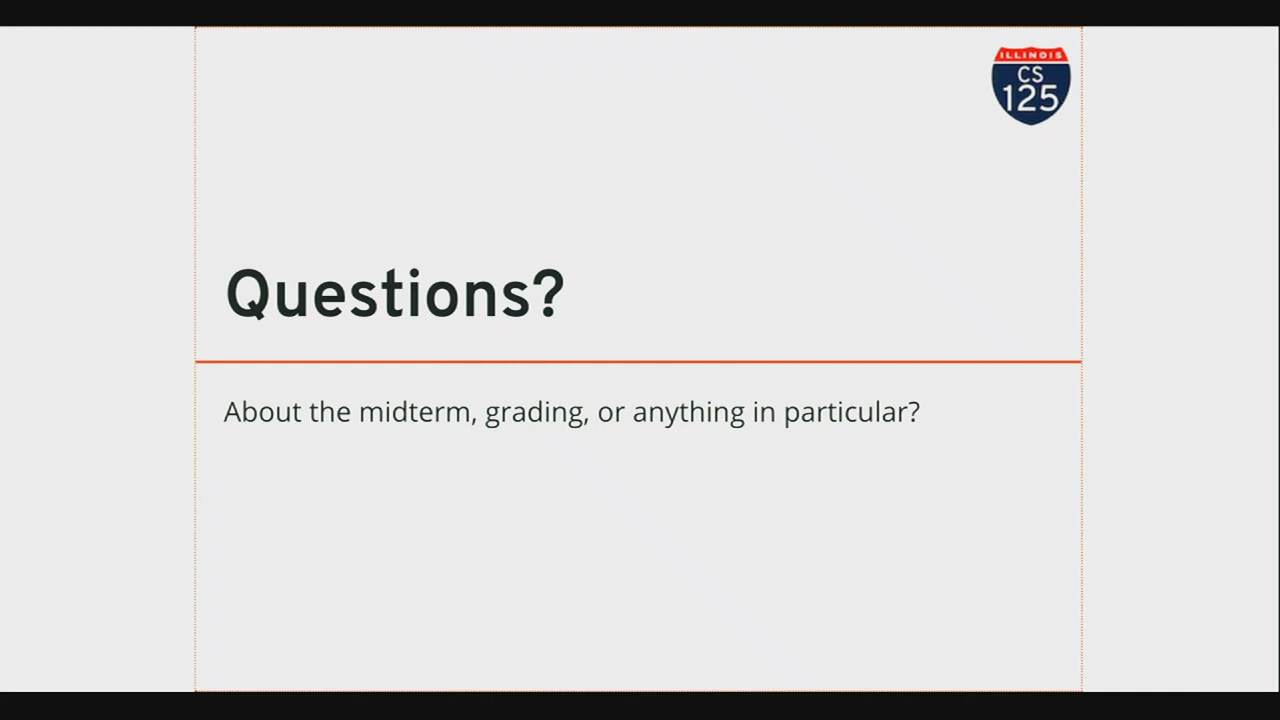 ILLINOIS
CS
125
Questions?
About the midterm, grading, or anything in particular?